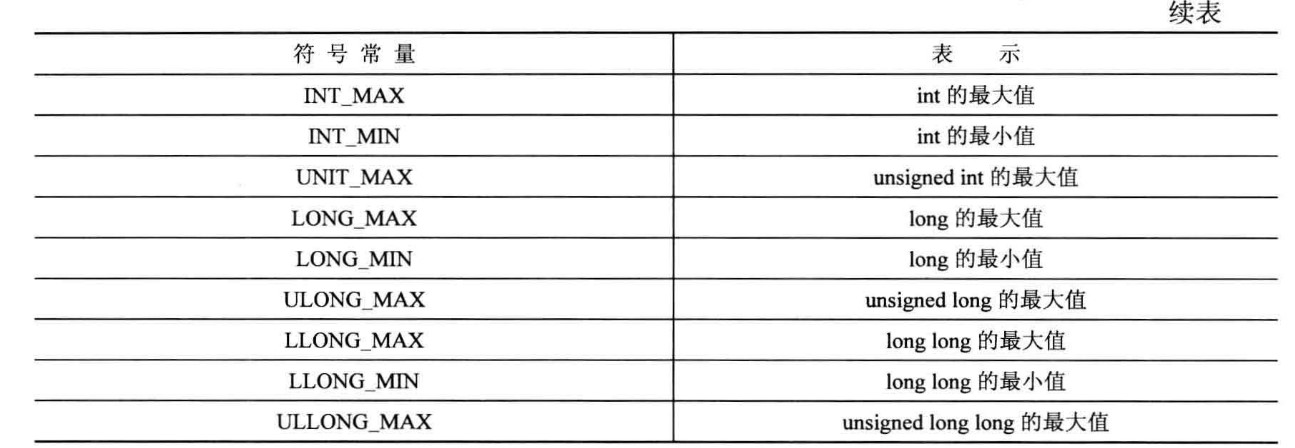 续表
符 号 常 量 表 示
INT_MAX int 的最大值
INT_MIN int 的最小值
UNIT_MAX unsigned int 的最大值
LONG_MAX long 的最大值
LONG_MIN long 的最小值
ULONG_MAX unsigned long 的最大值
LLONG_MAX long long 的最大值
LLONG_MIN long long 的最小值
ULLONG_MAX unsigned long long 的最大值